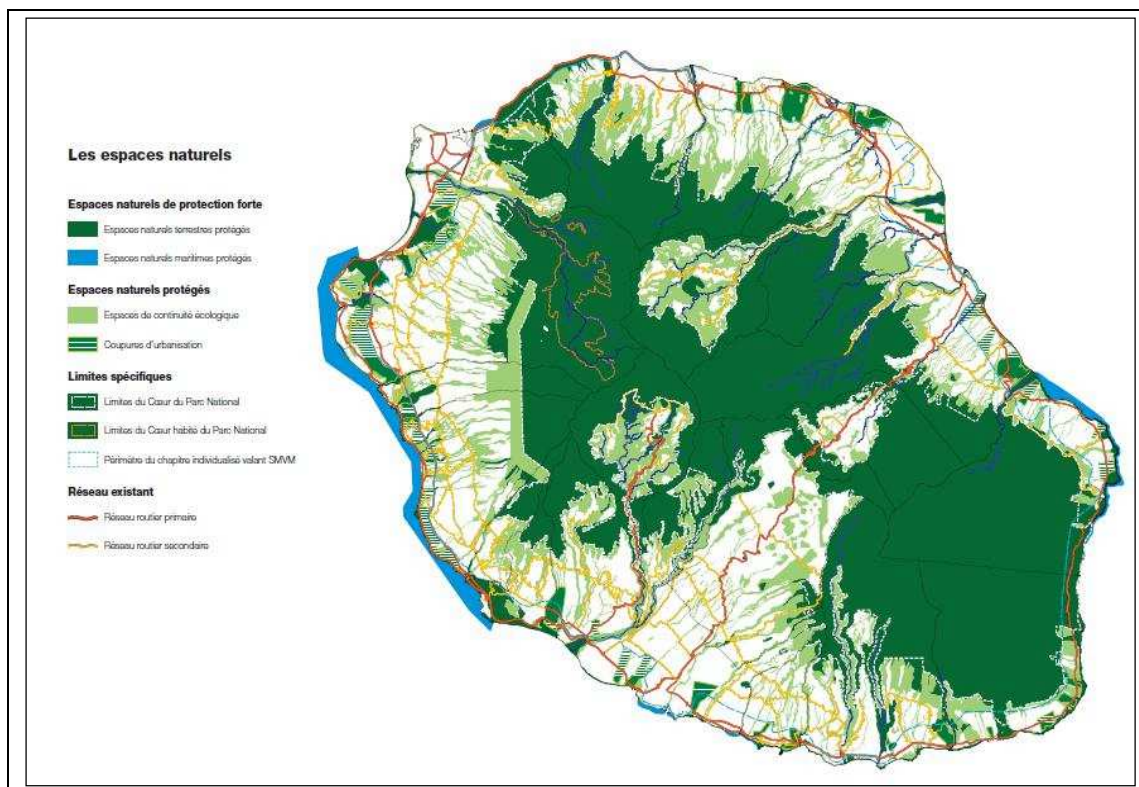 Les espaces naturels
Espaces naturels de protection forte
Espaces naturels terrestres protégés
Espaces naturels maritimes protégés
Espaces naturels protégés
Espaces de continuité écologique
Coupures d'urbanisation
Limites spécifiques
Limites du Cœur du Parc National
Limites du Cœur habité du Parc National
Périmètre du chapitre individualisé valant SMVM
Réseau existant
Réseau routier primaire
Réseau routier secondaire